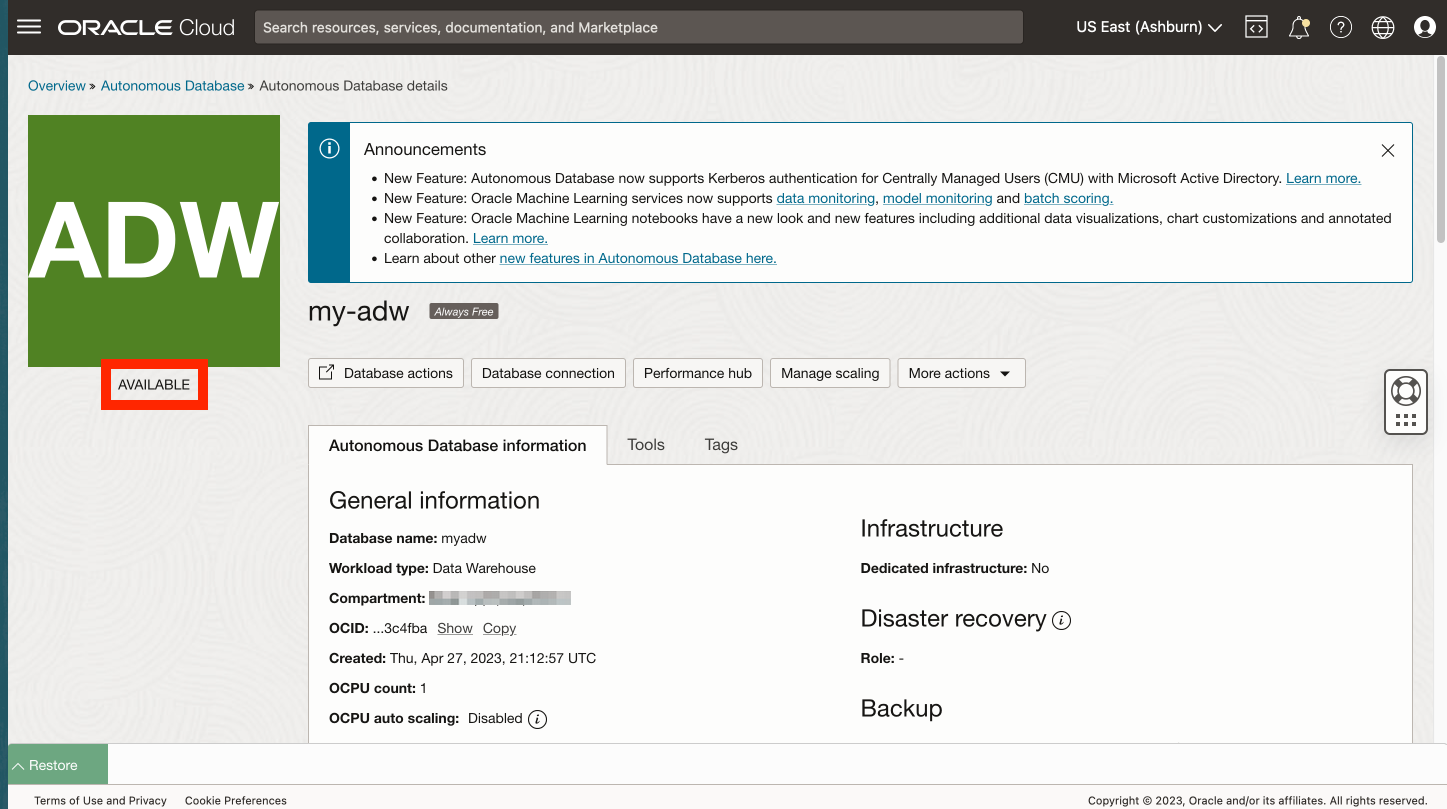 ORACLE Cloud
Search resources, services, documentation, and Marketplace
US East (Ashburn)
Overview » Autonomous Database » Autonomous Database details
ADW
AVAILABLE
Announcements
• New Feature: Autonomous Database now supports Kerberos authentication for Centrally Managed Users (CMU) with Microsoft Active Directory. Learn more.
• New Feature: Oracle Machine Learning services now supports data monitoring, model monitoring and batch scoring.
• New Feature: Oracle Machine Learning notebooks have a new look and new features including additional data visualizations, chart customizations and annotated
collaboration. Learn more.
• Learn about other new features in Autonomous Database here.
my-adw Always Free
Database actions
Database connection
Performance hub
Manage scaling
More actions
Autonomous Database information
Tools
Tags
General information
Database name: myadw
Workload type: Data Warehouse
Compartment:
OCID: ...3c4fba Show Copy
Created: Thu, Apr 27, 2023, 21:12:57 UTC
OCPU count: 1
OCPU auto scaling: Disabled
Infrastructure
Dedicated infrastructure: No
Disaster recovery
Role: -
Backup
Restore
Terms of Use and Privacy
Cookie Preferences
Copyright © 2023, Oracle and/or its affiliates. All rights reserved.